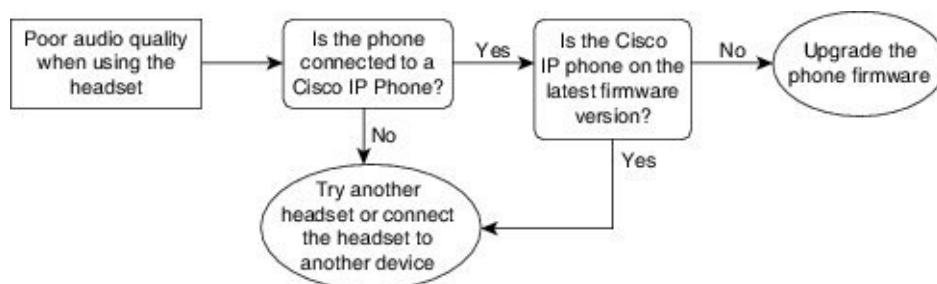 Poor audio quality
when using the
headset
Is the phone
connected to a
Cisco IP Phone?
Yes
Is the Cisco
IP phone on the
latest firmware
version?
No
Upgrade the
phone firmware
No
Yes
Try another
headset or connect
the headset to
another device